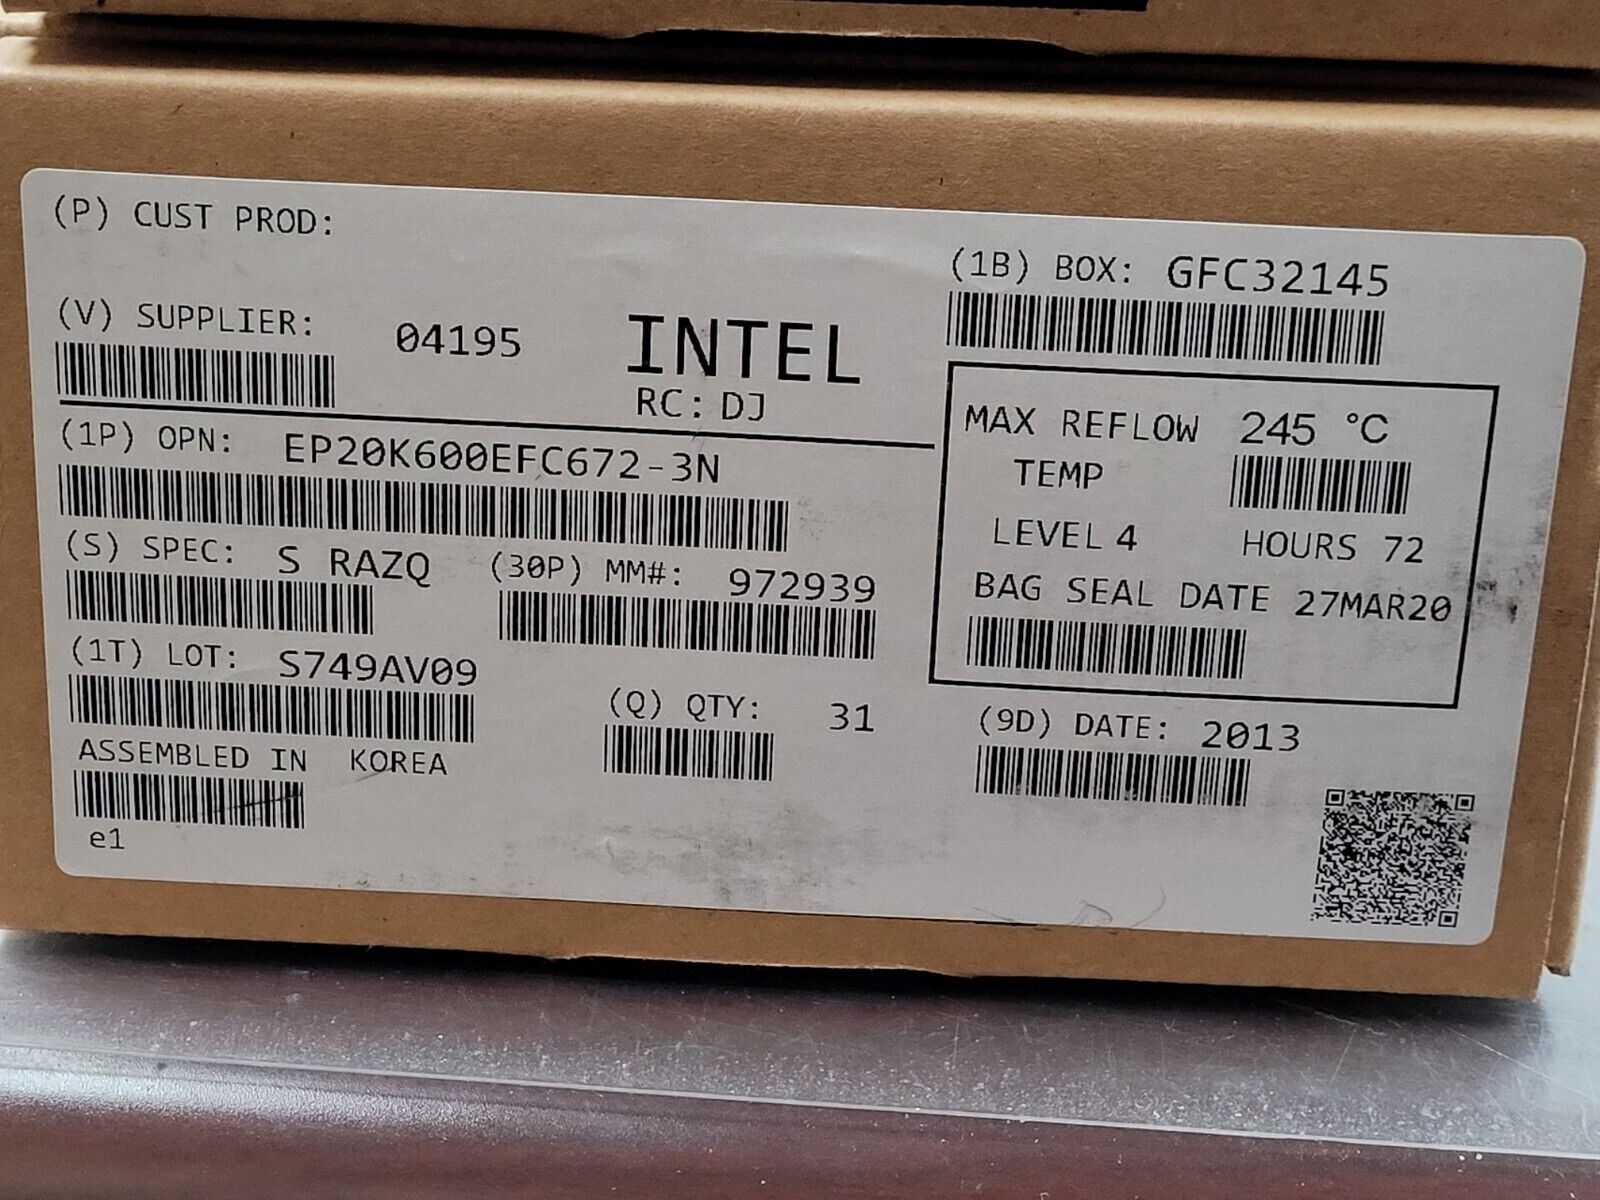 (P) CUST PROD:
(V) SUPPLIER: 04195
INTEL
RC: DJ
(1P) OPN: EP20K600EFC672-3N
(S) SPEC: S RAZQ
(30P) MM#: 972939
(1T) LOT: S749AV09
(Q) QTY: 31
ASSEMBLED IN KOREA
e1
(1B) BOX: GFC32145
MAX REFLOW 245 °C
TEMP
LEVEL 4 HOURS 72
BAG SEAL DATE 27MAR20
(9D) DATE: 2013